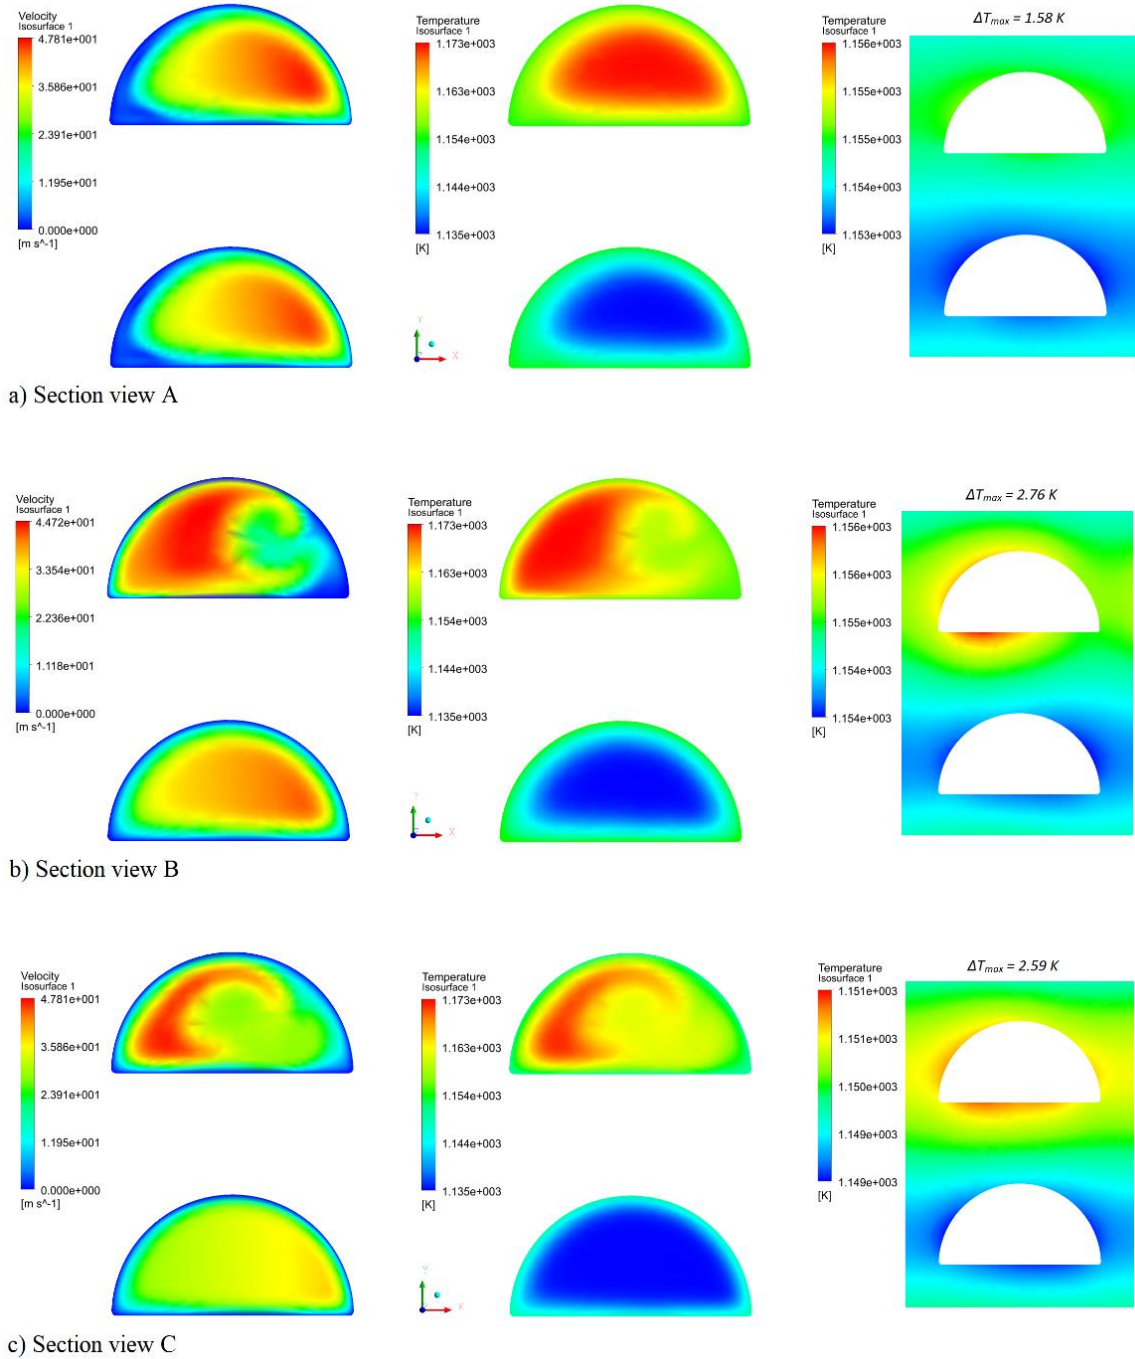 Velocity
Isosurface 1
4.781e+001
3.586e+001
2.391e+001
1.195e+001
0.000e+000
[m s^-1]
Temperature
Isosurface 1
1.173e+003
1.163e+003
1.154e+003
1.144e+003
1.135e+003
[K]
Y
X
Temperature
Isosurface 1
1.156e+003
1.155e+003
1.155e+003
1.154e+003
1.153e+003
[K]
ΔTmax = 1.58 K
a) Section view A
Velocity
Isosurface 1
4.472e+001
3.354e+001
2.236e+001
1.118e+001
0.000e+000
[m s^-1]
Temperature
Isosurface 1
1.173e+003
1.163e+003
1.154e+003
1.144e+003
1.135e+003
[K]
Y
X
Temperature
Isosurface 1
1.156e+003
1.156e+003
1.155e+003
1.154e+003
1.154e+003
[K]
ΔTmax = 2.76 K
b) Section view B
Velocity
Isosurface 1
4.781e+001
3.586e+001
2.391e+001
1.195e+001
0.000e+000
[m s^-1]
Temperature
Isosurface 1
1.173e+003
1.163e+003
1.154e+003
1.144e+003
1.135e+003
[K]
Y
X
Temperature
Isosurface 1
1.151e+003
1.151e+003
1.150e+003
1.149e+003
1.149e+003
[K]
ΔTmax = 2.59 K
c) Section view C